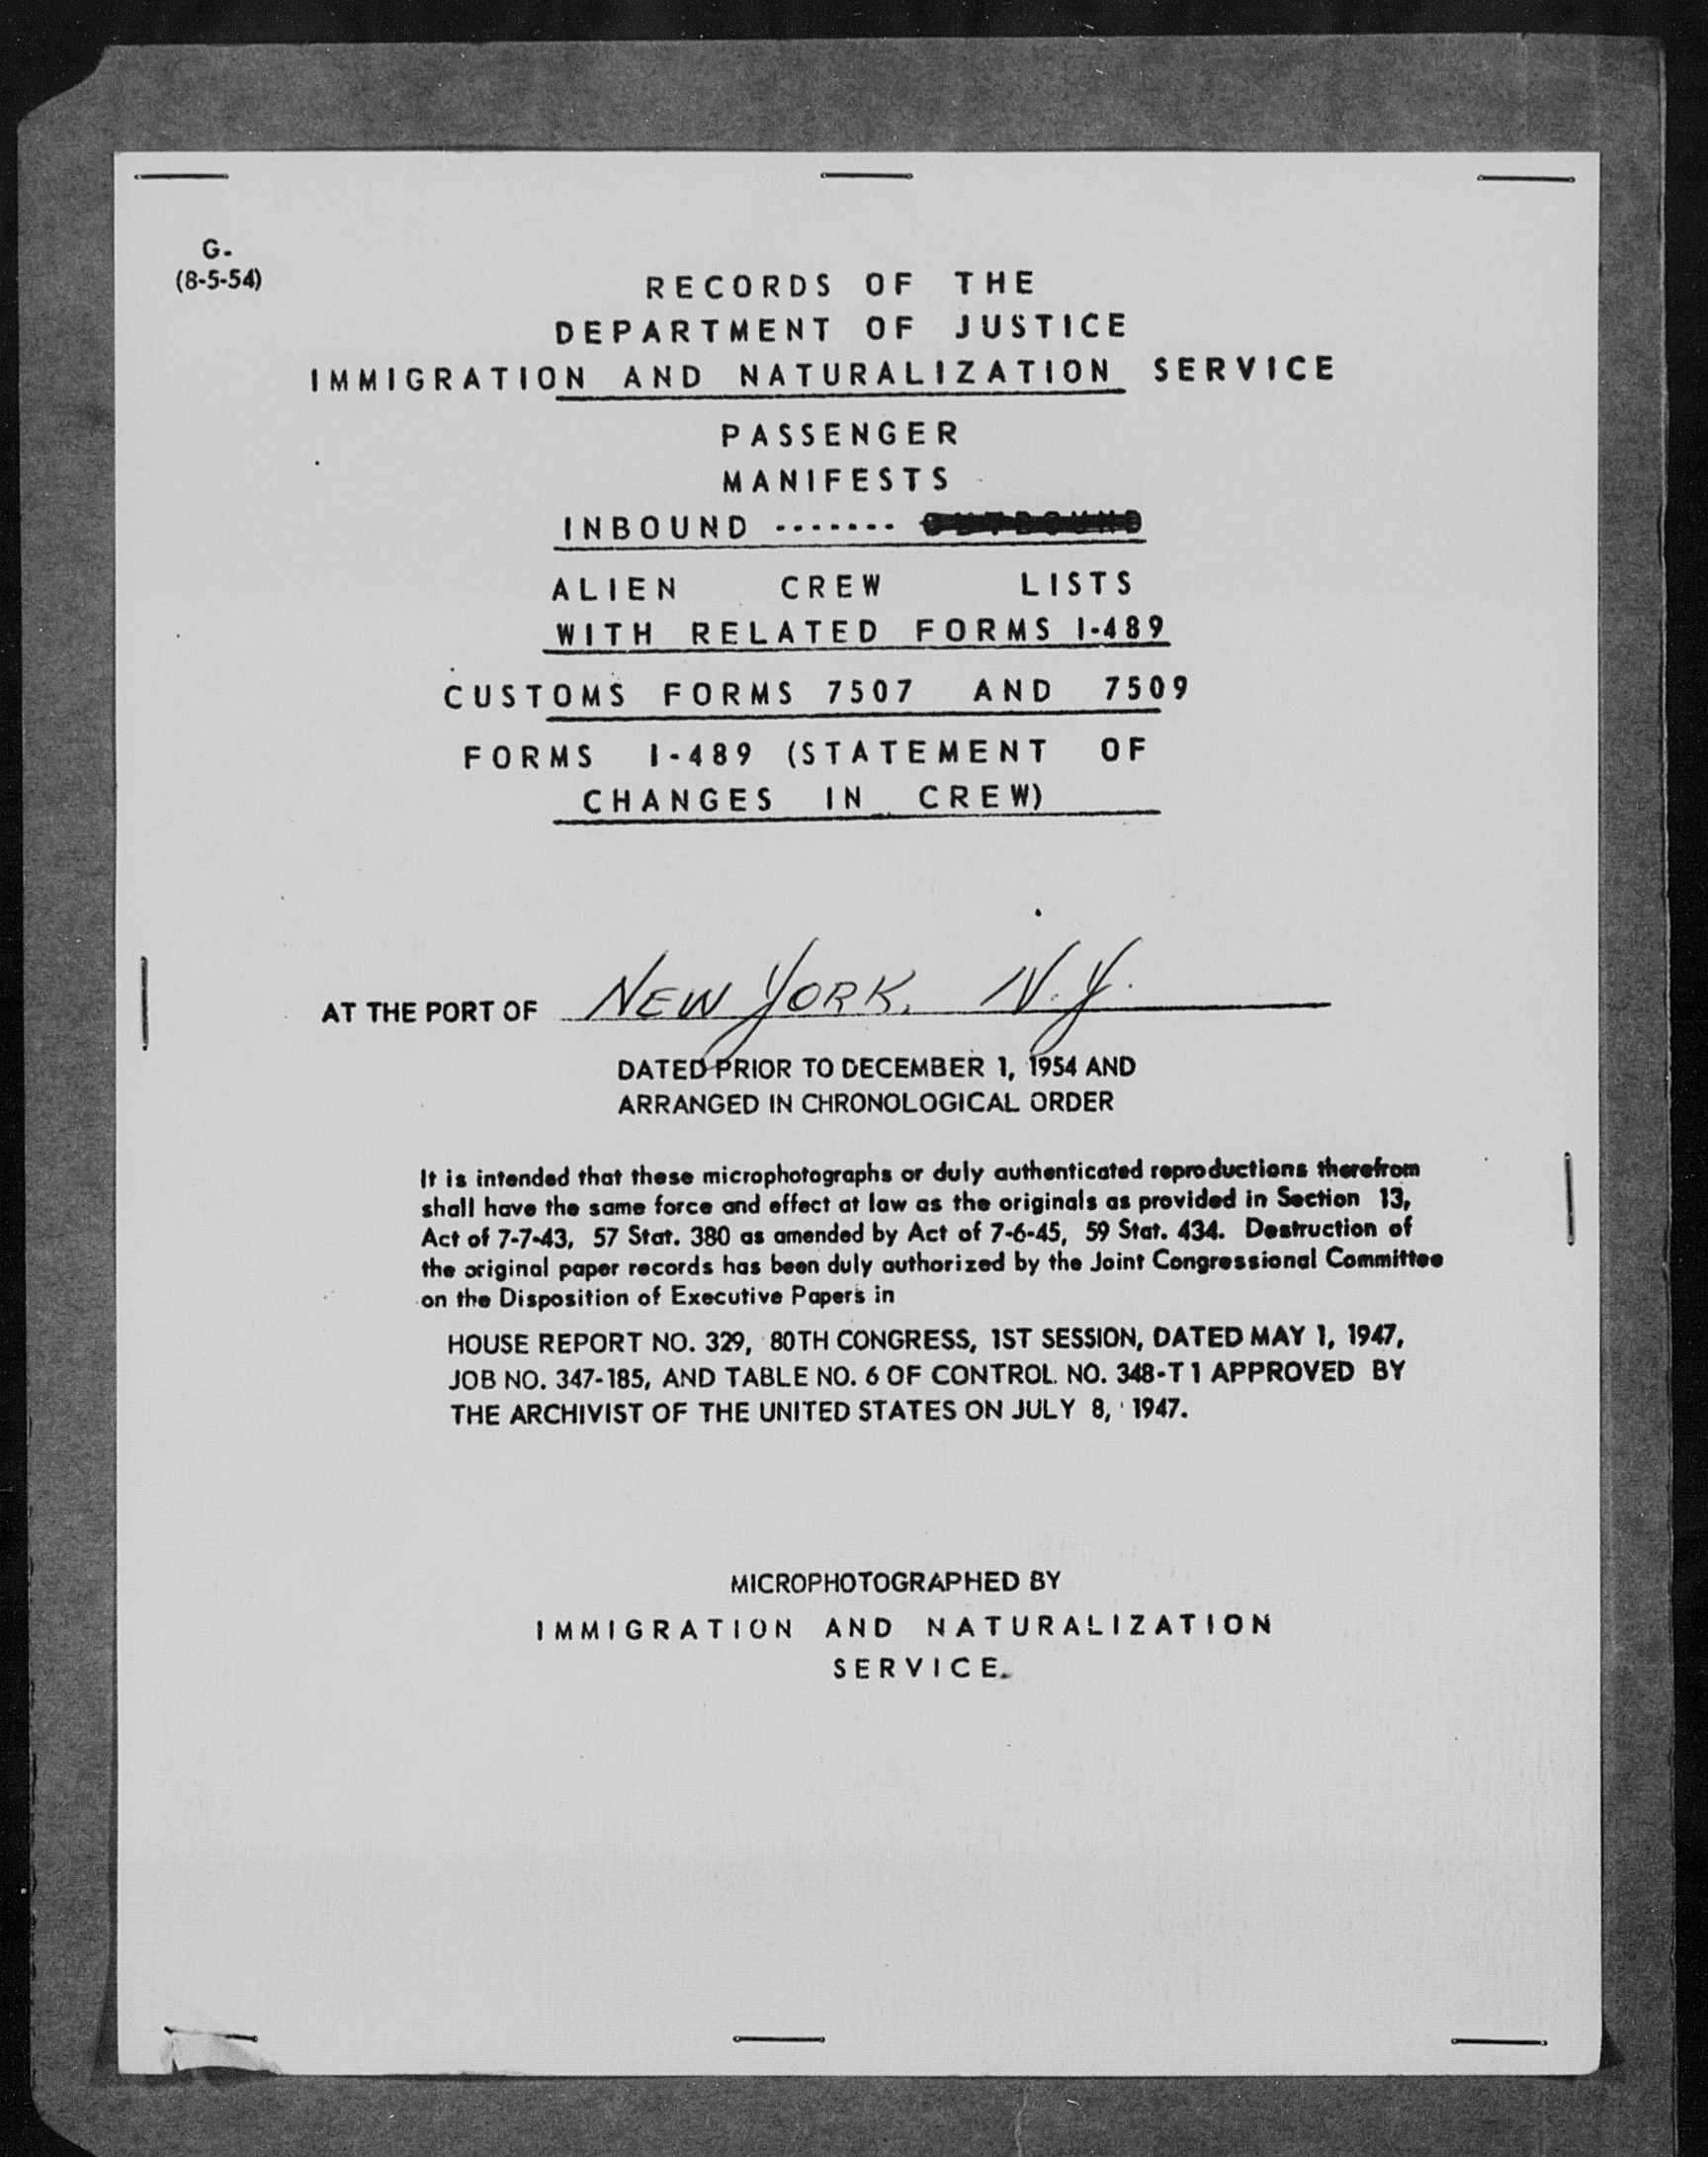 G-
(8-5-54)
RECORDS OF THE
DEPARTMENT OF JUSTICE
IMMIGRATION AND NATURALIZATION SERVICE
PASSENGER
MANIFESTS
INBOUND ------- OUTBOUND
ALIEN CREW LISTS
WITH RELATED FORMS I-489
CUSTOMS FORMS 7507 AND 7509
FORMS I-489 (STATEMENT OF
CHANGES IN CREW)
AT THE PORT OF NEW YORK, N.Y.
DATED PRIOR TO DECEMBER 1, 1954 AND
ARRANGED IN CHRONOLOGICAL ORDER
It is intended that these microphotographs or duly authenticated reproductions therefrom
shall have the same force and effect at law as the originals as provided in Section 13,
Act of 7-7-43, 57 Stat. 380 as amended by Act of 7-6-45, 59 Stat. 434. Destruction of
the original paper records has been duly authorized by the Joint Congressional Committee
on the Disposition of Executive Papers in
HOUSE REPORT NO. 329, 80TH CONGRESS, 1ST SESSION, DATED MAY 1, 1947,
JOB NO. 347-185, AND TABLE NO. 6 OF CONTROL NO. 348-T1 APPROVED BY
THE ARCHIVIST OF THE UNITED STATES ON JULY 8, 1947.
MICROPHOTOGRAPHED BY
IMMIGRATION AND NATURALIZATION
SERVICE.